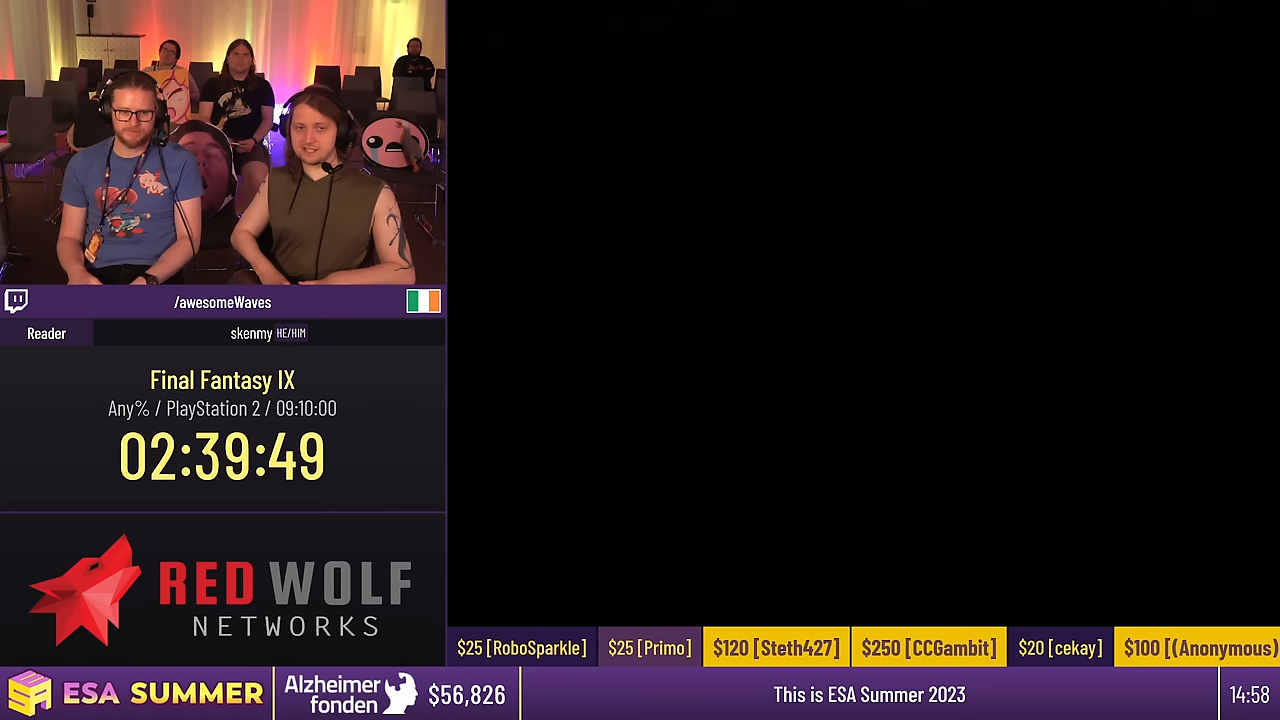 /awesomeWaves
Reader
skenmy HE/HIM
Final Fantasy IX
Any% / PlayStation 2 / 09:10:00
02:39:49
RED WOLF
NETWORKS
$25 [RoboSparkle]
$25 [Primo]
$120 [Steth427]
$250 [CCGambit]
$20 [cekay]
$100 [(Anonymous)
ESA SUMMER
Alzheimer
fonden
$56,826
This is ESA Summer 2023
14:58